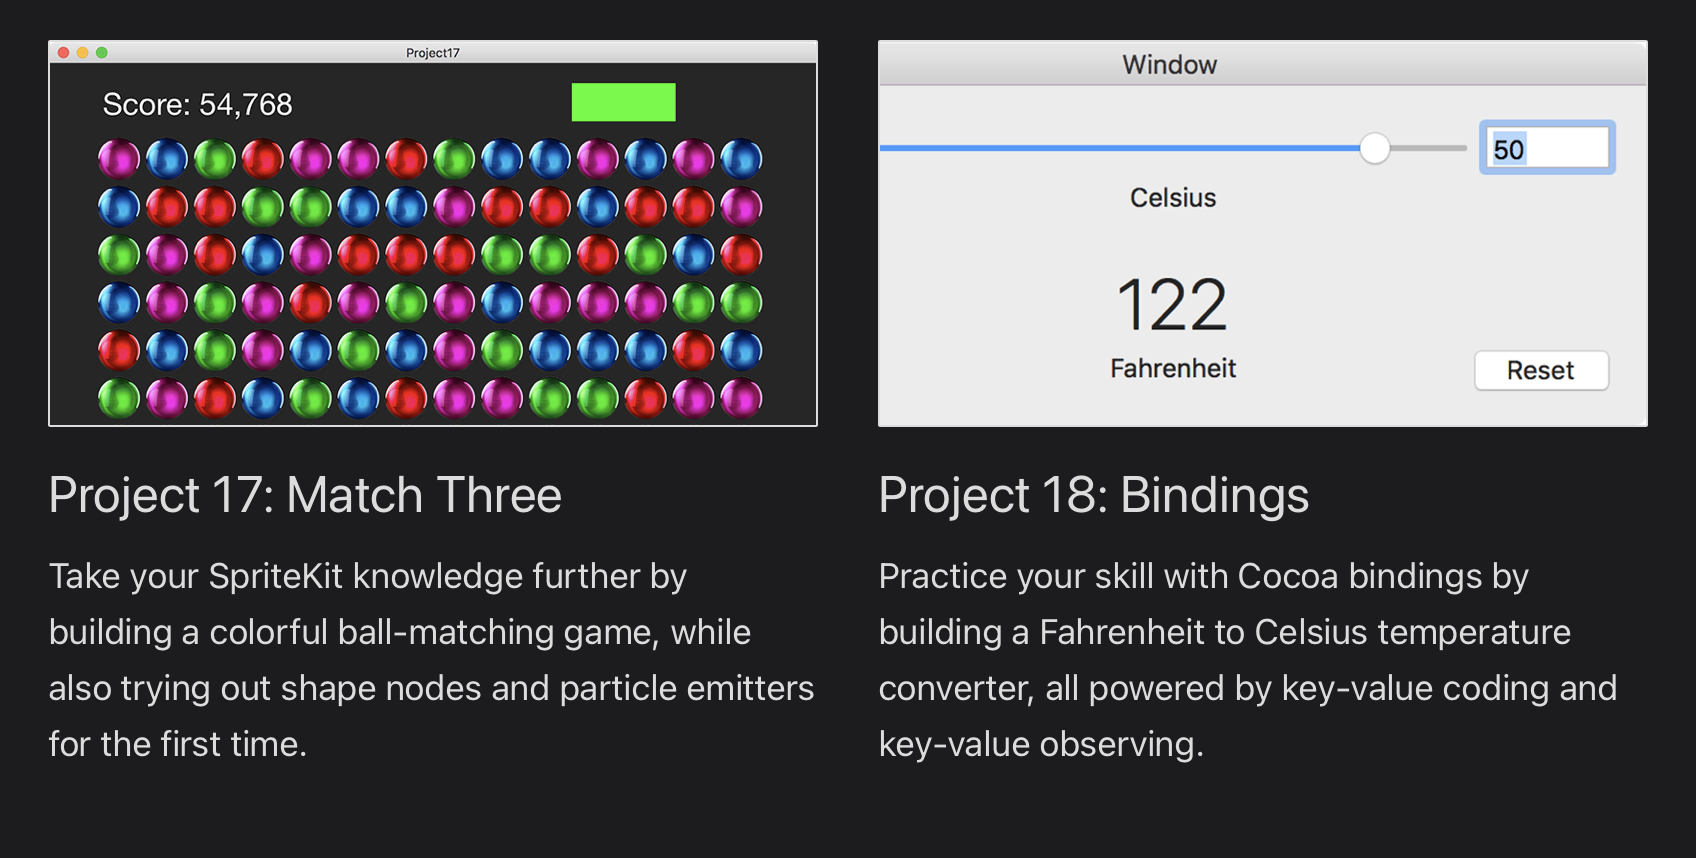 Project17
Score: 54,768
Project 17: Match Three
Take your SpriteKit knowledge further by
building a colorful ball-matching game, while
also trying out shape nodes and particle emitters
for the first time.
Window
50
Celsius
122
Fahrenheit
Reset
Project 18: Bindings
Practice your skill with Cocoa bindings by
building a Fahrenheit to Celsius temperature
converter, all powered by key-value coding and
key-value observing.